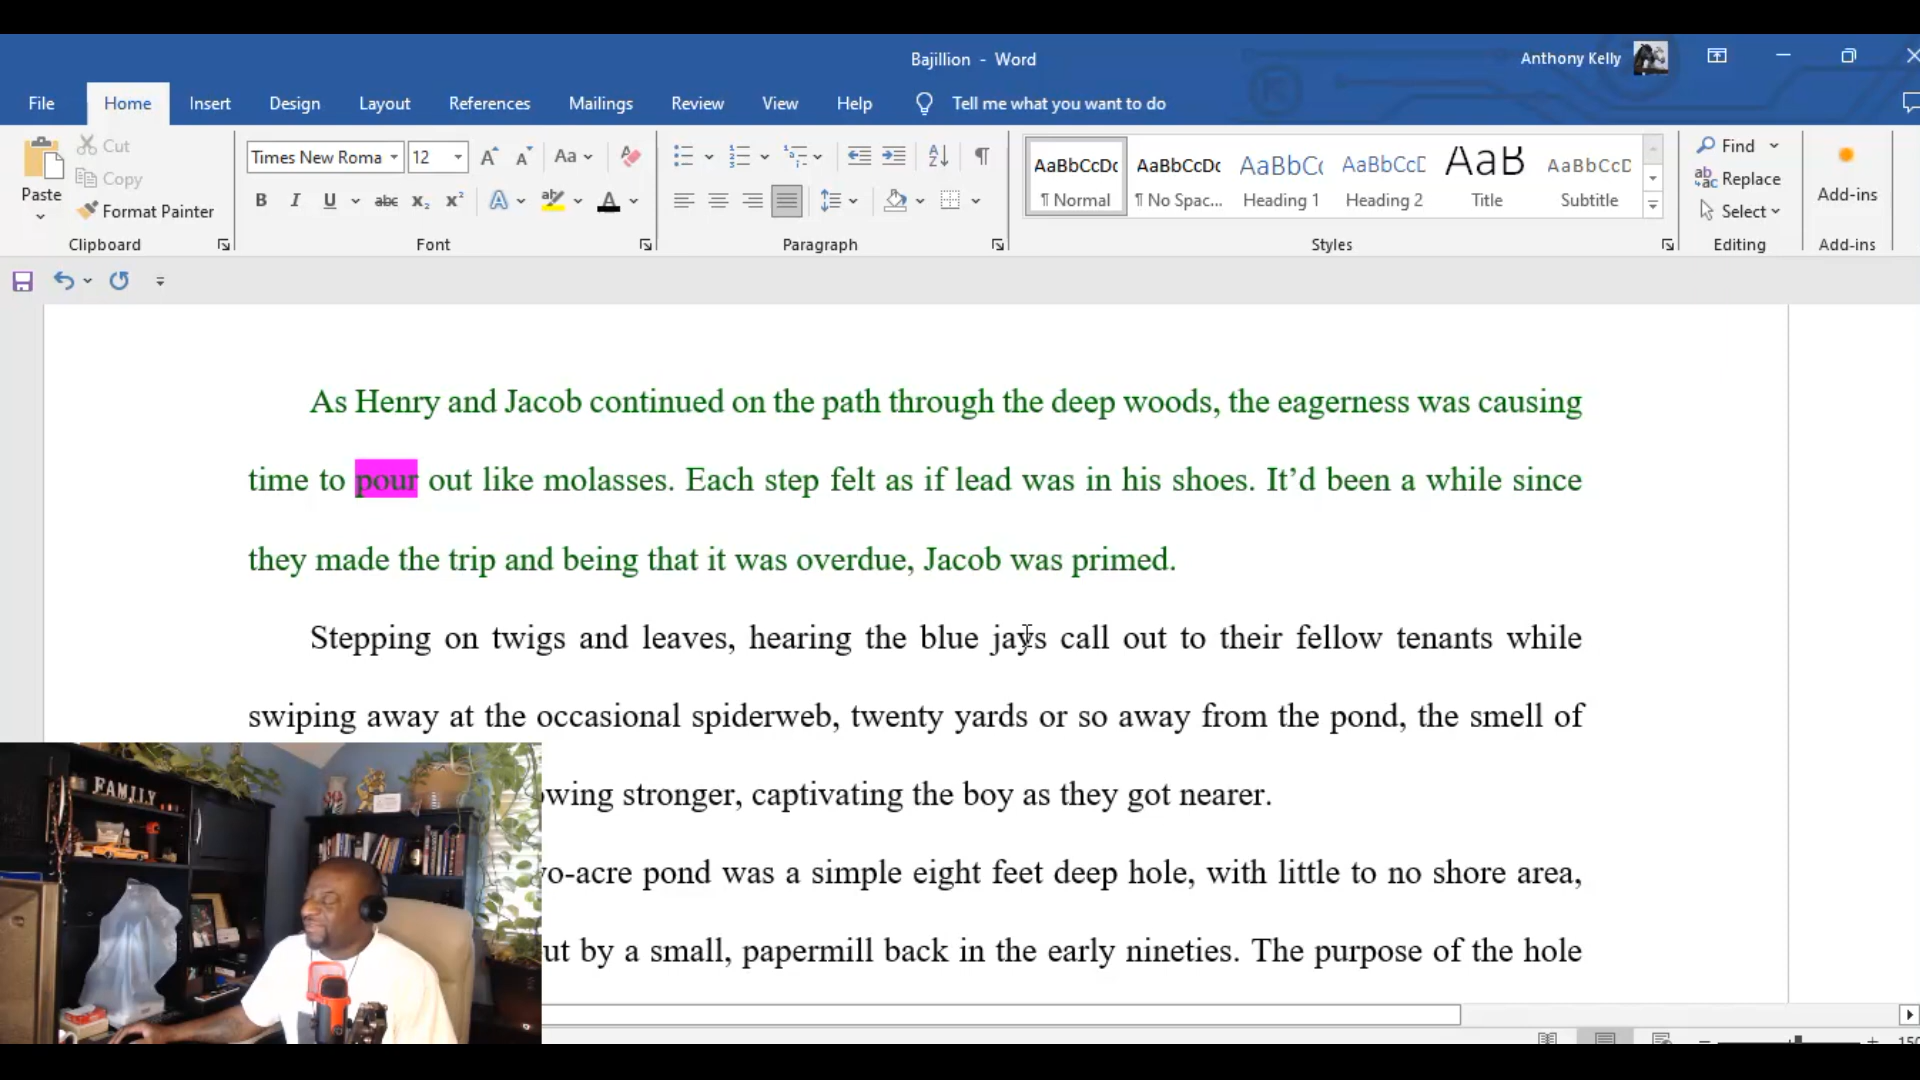 Bajillion - Word
Anthony Kelly
File Home Insert Design Layout References Mailings Review View Help Tell me what you want to do
Paste
Cut
Copy
Format Painter
Clipboard
Times New Roma 12
Aa
B I U abc x₂ x² A ab A
Font
Paragraph
AaBbCcDc AaBbCcDc AaBbC AaBbCcD AaB AaBbCcD
¶ Normal ¶ No Spac... Heading 1 Heading 2 Title Subtitle
Styles
Find
Replace
Select
Editing
Add-ins
Add-ins
As Henry and Jacob continued on the path through the deep woods, the eagerness was causing
time to pour out like molasses. Each step felt as if lead was in his shoes. It’d been a while since
they made the trip and being that it was overdue, Jacob was primed.
Stepping on twigs and leaves, hearing the blue jays call out to their fellow tenants while
swiping away at the occasional spiderweb, twenty yards or so away from the pond, the smell of
owing stronger, captivating the boy as they got nearer.
vo-acre pond was a simple eight feet deep hole, with little to no shore area,
ut by a small, papermill back in the early nineties. The purpose of the hole
FAMILY